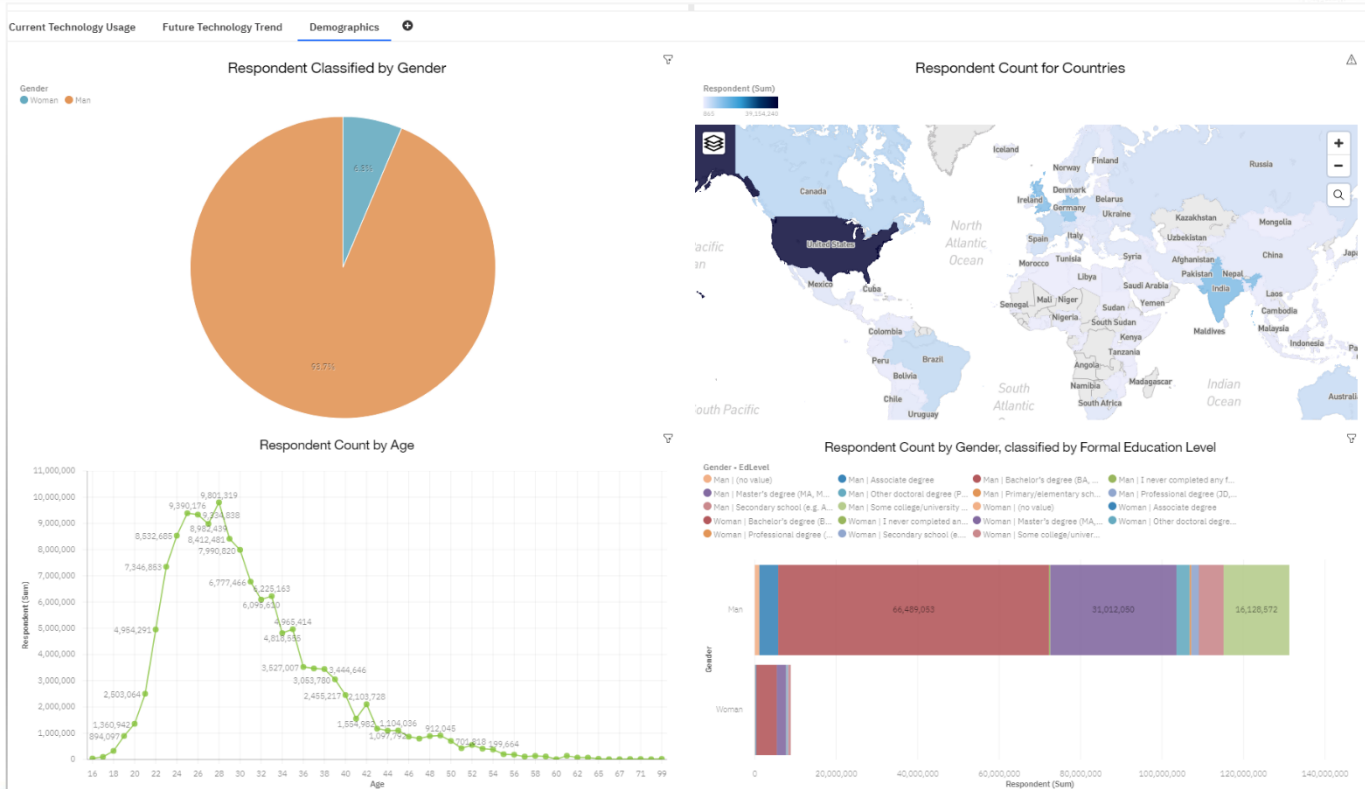 Current Technology Usage Future Technology Trend Demographics
Respondent Classified by Gender
Gender
Woman Man
6.3%
93.7%
Respondent Count for Countries
Respondent (Sum)
865 39,154,240
Iceland
Norway Finland Russia
Canada
Denmark
Ireland Belarus
Germany
Ukraine
Kazakhstan Mongolia
North
Atlantic
Ocean
United States
Spain Italy Uzbekistan
Morocco Tunisia Syria Afghanistan China
Pakistan Nepal
Libya
Mexico Cuba Saudi Arabia India Laos
Senegal Mali Niger Sudan Yemen Cambodia
Nigeria South Sudan Maldives Malaysia
Colombia Kenya Indonesia
Peru Brazil Tanzania
Bolivia Angola
Namibia Madagascar
Chile South Africa
South
Atlantic
Ocean
Indian
Ocean
Uruguay
Respondent Count by Age
Respondent (Sum)
11,000,000
10,000,000
9,000,000
8,000,000
7,000,000
6,000,000
5,000,000
4,000,000
3,000,000
2,000,000
1,000,000
0
9,801,319
9,390,176
9,334,838
8,982,439
8,532,685
8,412,481
7,990,820
7,346,853
6,777,466
6,225,163
6,095,610
4,954,291
4,965,414
4,818,555
3,527,007
3,444,646
3,053,780
2,503,064
2,455,217
2,103,728
1,554,982
1,360,942
1,104,036
1,097,792
894,097
912,045
701,818
199,664
16 18 20 22 24 26 28 30 32 34 36 38 40 42 44 46 48 50 52 54 56 58 60 62 65 67 71 99
Age
Respondent Count by Gender, classified by Formal Education Level
Gender - EdLevel
Man | (no value) Man | Associate degree Man | Bachelor's degree (BA, ... Man | I never completed any f...
Man | Master's degree (MA, M... Man | Other doctoral degree (P... Man | Primary/elementary sch... Man | Professional degree (JD,...
Man | Secondary school (e.g. A... Man | Some college/university ... Woman | (no value) Woman | Associate degree
Woman | Bachelor's degree (B... Woman | I never completed an... Woman | Master's degree (MA,... Woman | Other doctoral degre...
Woman | Professional degree (... Woman | Secondary school (e.... Woman | Some college/univer...
Gender
Man
66,489,053 31,012,050 16,128,572
Woman
0 20,000,000 40,000,000 60,000,000 80,000,000 100,000,000 120,000,000 140,000,000
Respondent (Sum)